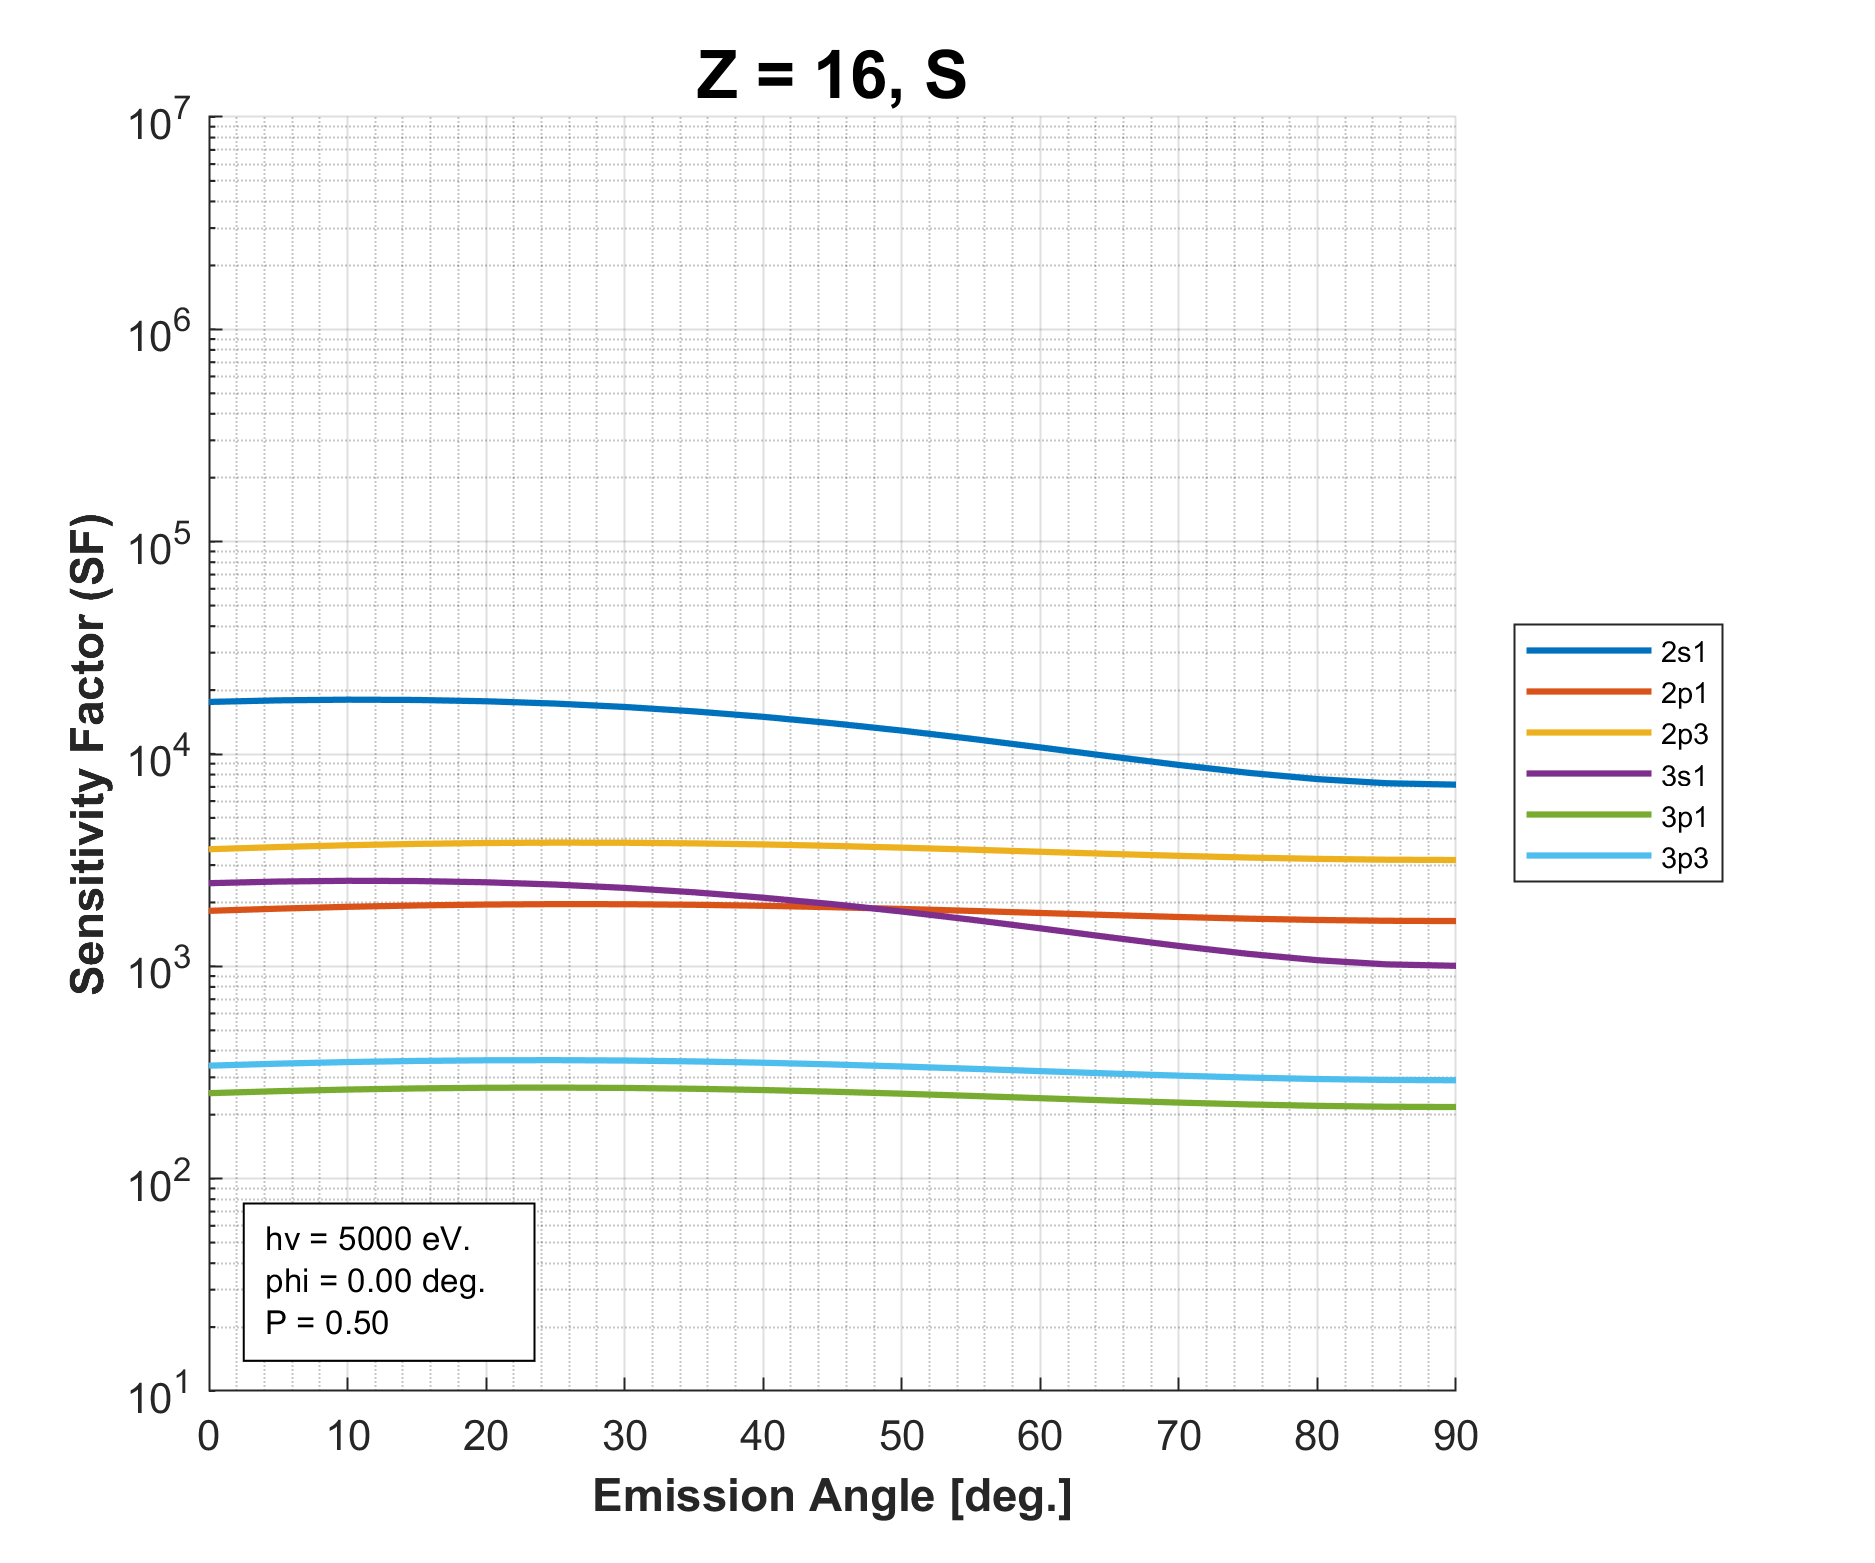 Z = 16, S
10^7
10^6
10^5
10^4
10^3
10^2
10^1
Sensitivity Factor (SF)
2s1
2p1
2p3
3s1
3p1
3p3
hv = 5000 eV.
phi = 0.00 deg.
P = 0.50
0 10 20 30 40 50 60 70 80 90
Emission Angle [deg.]